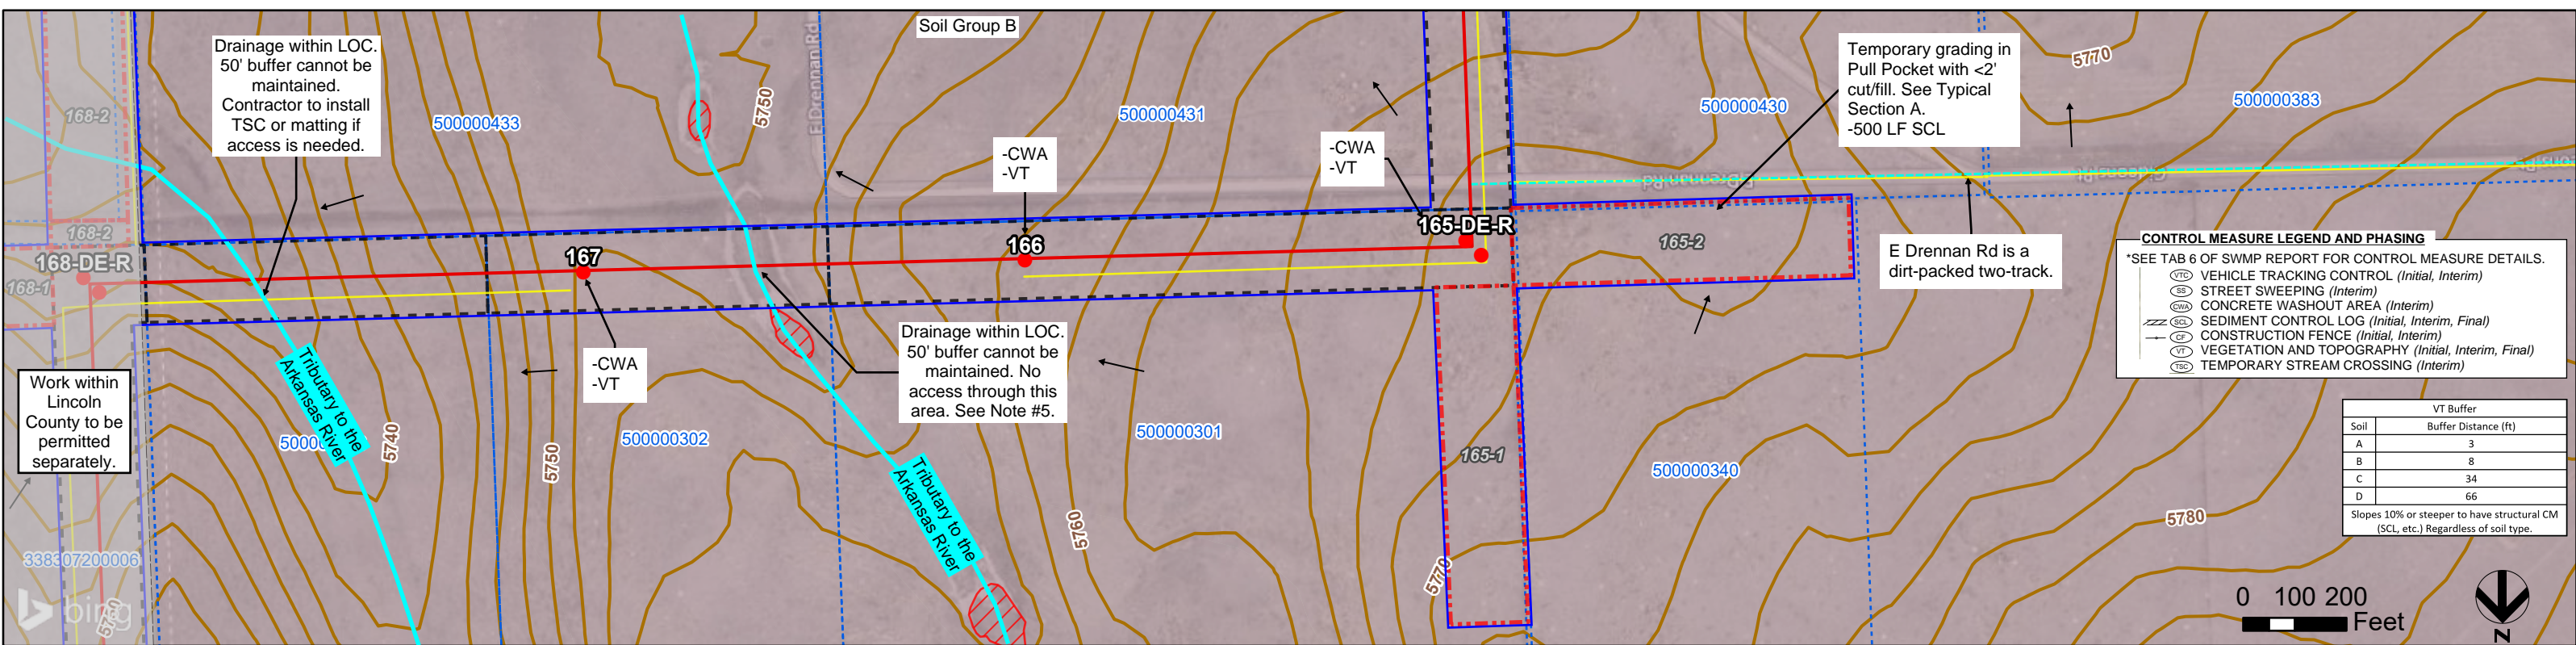 Soil Group B
Drainage within LOC.
50' buffer cannot be
maintained.
Contractor to install
TSC or matting if
access is needed.
Temporary grading in
Pull Pocket with <2'
cut/fill. See Typical
Section A.
-500 LF SCL
5770
500000383
500000430
500000431
500000433
5750
E Drennan Rd
168-2
-CWA
-VT
-CWA
-VT
E Drennan Rd
168-2
168-DE-R
168-1
167
166
165-DE-R
165-2
E Drennan Rd is a
dirt-packed two-track.
CONTROL MEASURE LEGEND AND PHASING
*SEE TAB 6 OF SWMP REPORT FOR CONTROL MEASURE DETAILS.
VTC VEHICLE TRACKING CONTROL (Initial, Interim)
SS STREET SWEEPING (Interim)
CWA CONCRETE WASHOUT AREA (Interim)
SCL SEDIMENT CONTROL LOG (Initial, Interim, Final)
CF CONSTRUCTION FENCE (Initial, Interim)
VT VEGETATION AND TOPOGRAPHY (Initial, Interim, Final)
TSC TEMPORARY STREAM CROSSING (Interim)
-CWA
-VT
Drainage within LOC.
50' buffer cannot be
maintained. No
access through this
area. See Note #5.
Work within
Lincoln
County to be
permitted
separately.
Tributary to the
Arkansas River
5740
5750
500000302
500000301
165-1
500000340
VT Buffer
Soil Buffer Distance (ft)
A 3
B 8
C 34
D 66
Slopes 10% or steeper to have structural CM
(SCL, etc.) Regardless of soil type.
Tributary to the
Arkansas River
5760
5770
5780
338307200006
bing
5750
0 100 200
Feet
N